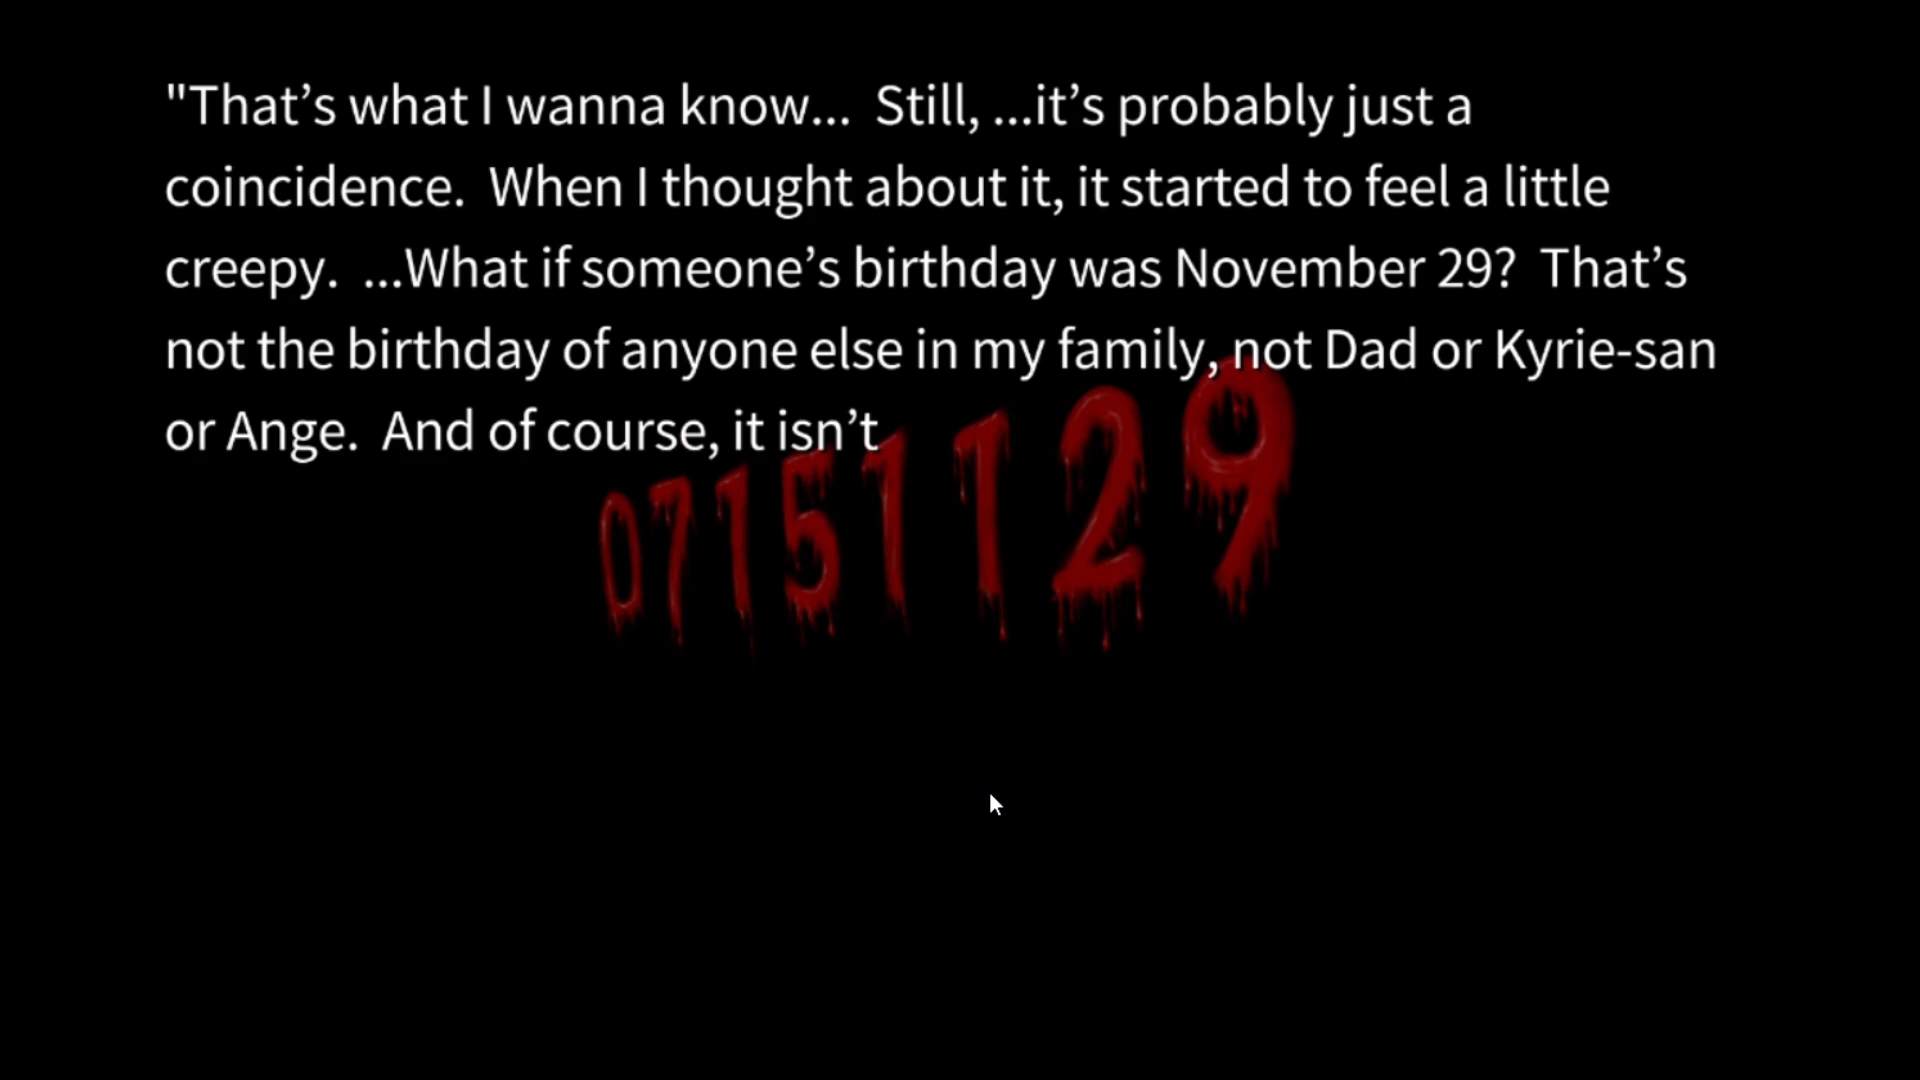 "That’s what I wanna know...  Still, ...it’s probably just a
coincidence.  When I thought about it, it started to feel a little
creepy.  ...What if someone’s birthday was November 29?  That’s
not the birthday of anyone else in my family, not Dad or Kyrie-san
or Ange.  And of course, it isn’t
07151129